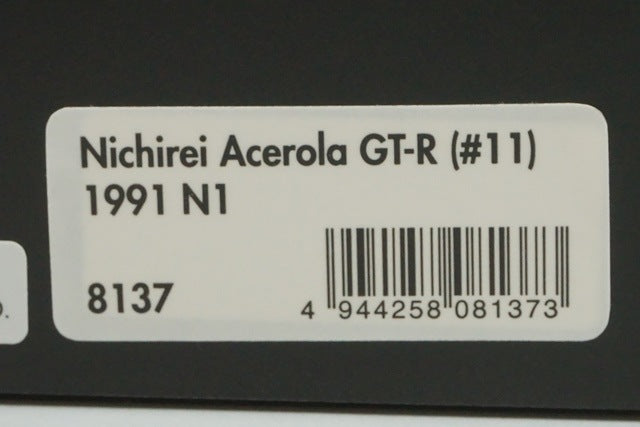 Nichirei Acerola GT-R (#11)
1991 N1
8137
4 944258 081373